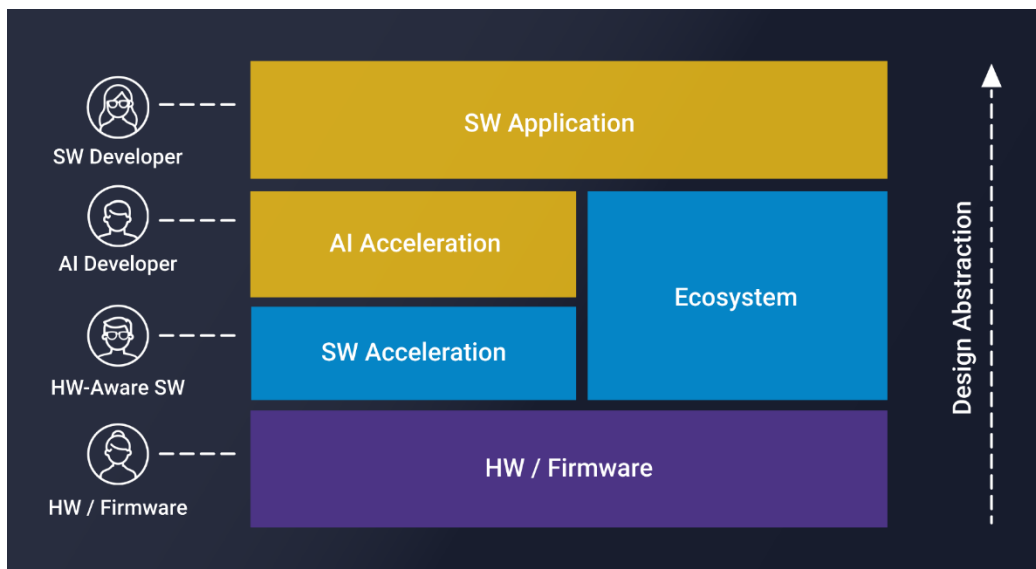 SW Developer
SW Application
AI Developer
AI Acceleration
Ecosystem
HW-Aware SW
SW Acceleration
HW / Firmware
HW / Firmware
Design Abstraction